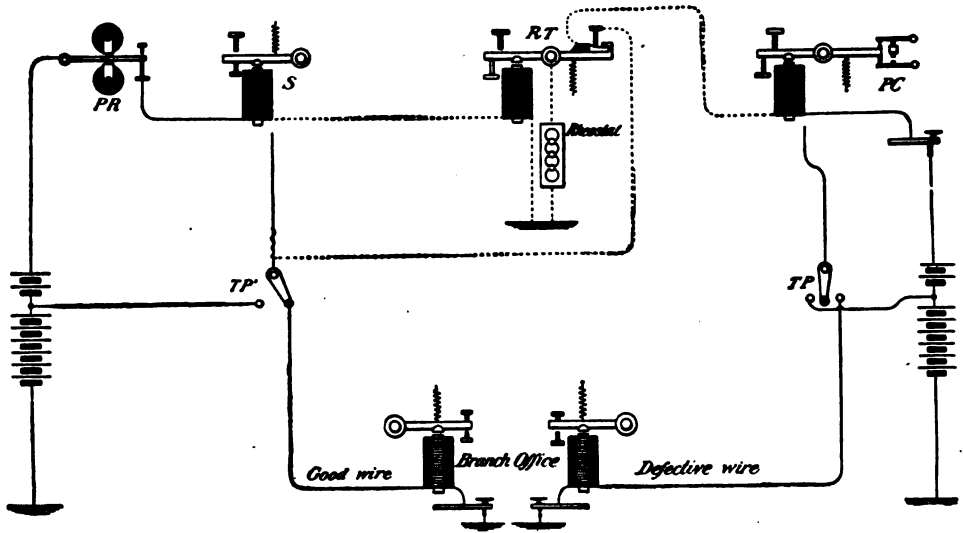 RT
PR
S
PC
Rheostat
TP'
TP
Good wire
Branch Office
Defective wire